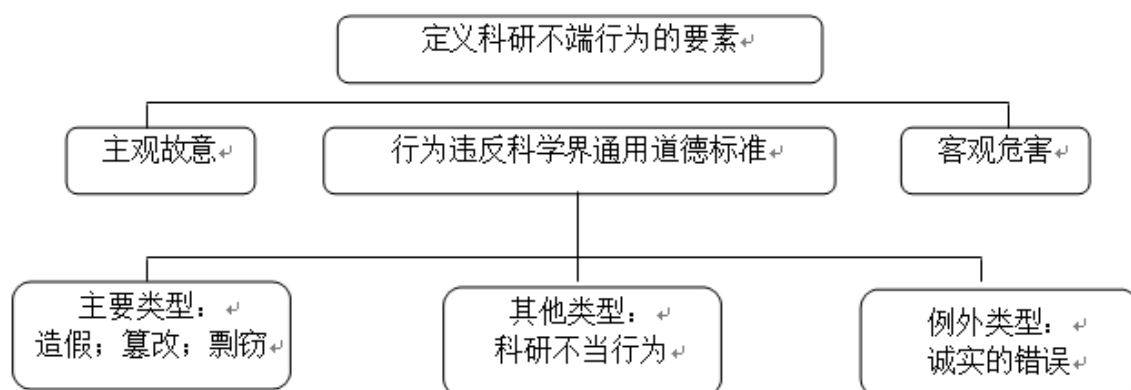 定义科研不端行为的要素
主观故意
行为违反科学界通用道德标准
客观危害
主要类型：
造假；篡改；剽窃
其他类型：
科研不当行为
例外类型：
诚实的错误